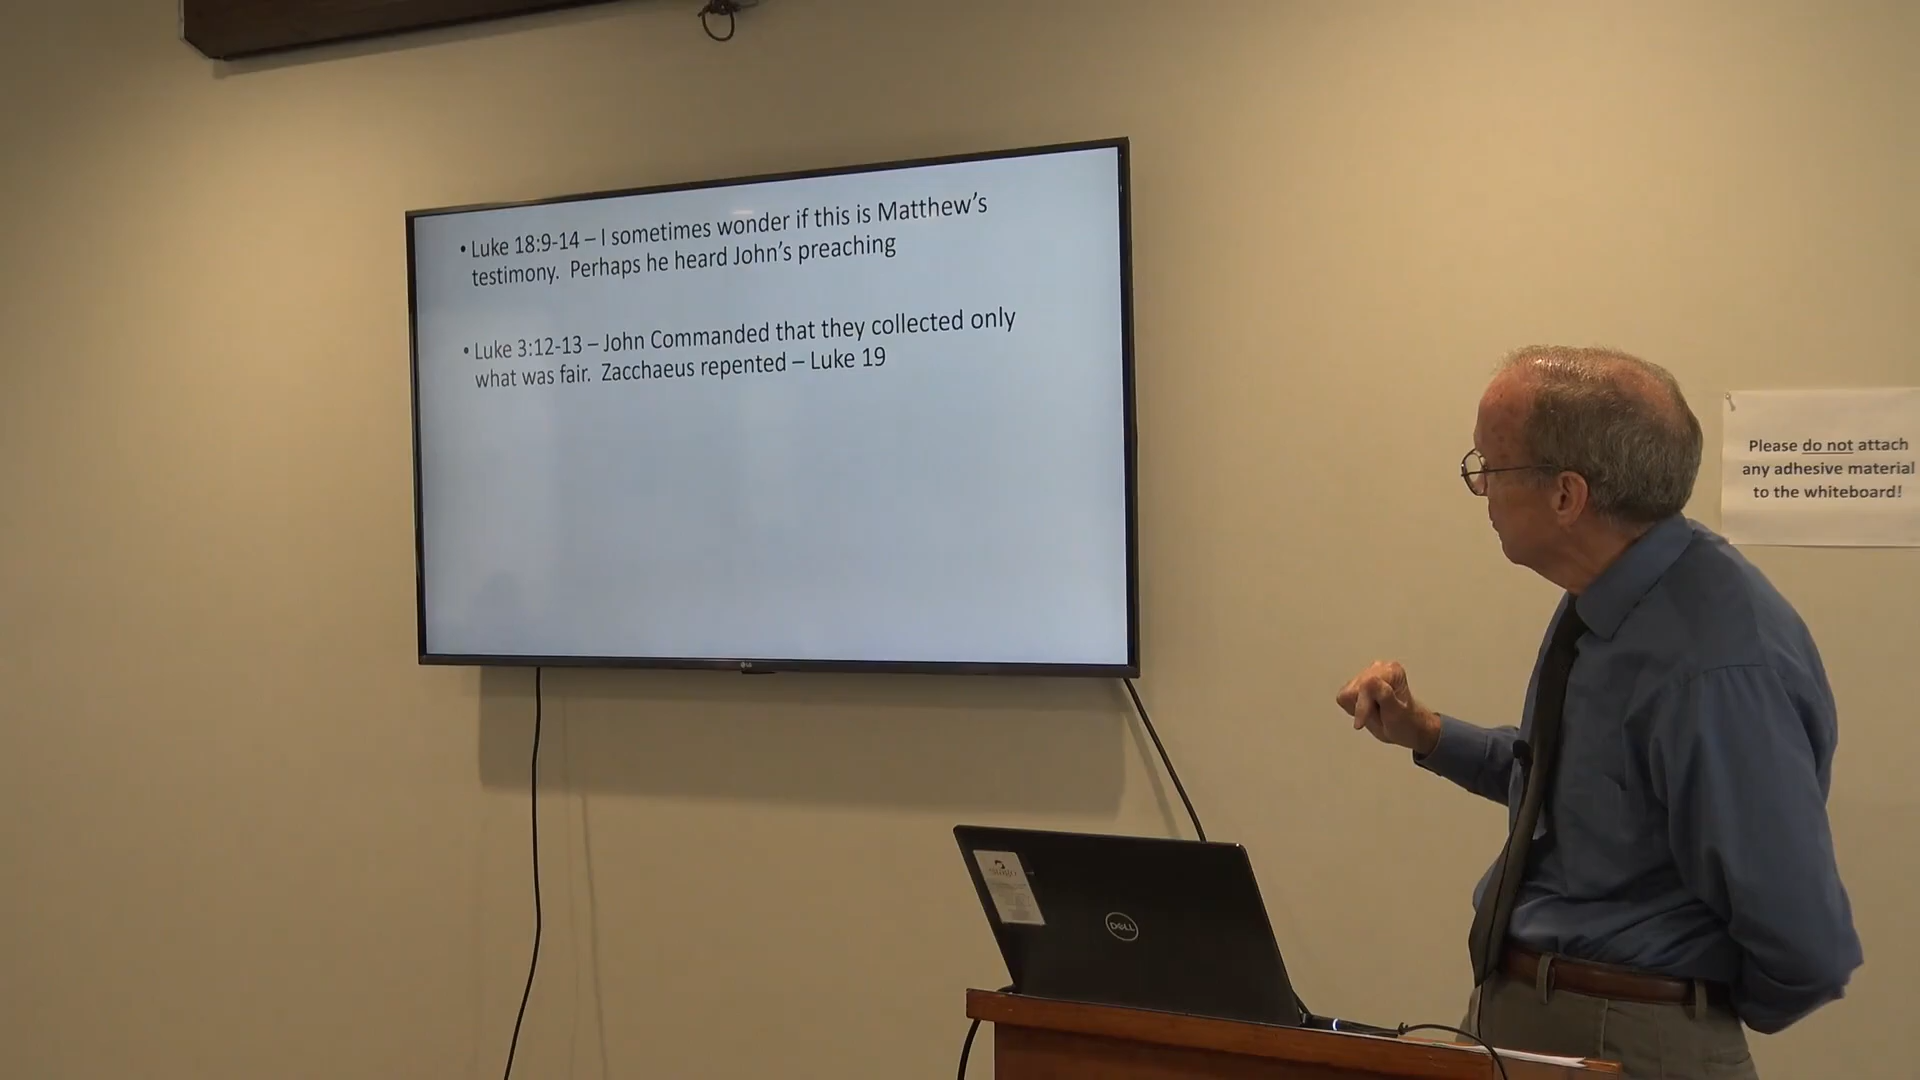 • Luke 18:9-14 – I sometimes wonder if this is Matthew's
testimony. Perhaps he heard John's preaching
• Luke 3:12-13 – John Commanded that they collected only
what was fair. Zacchaeus repented – Luke 19
Please do not attach
any adhesive material
to the whiteboard!
LG
DELL